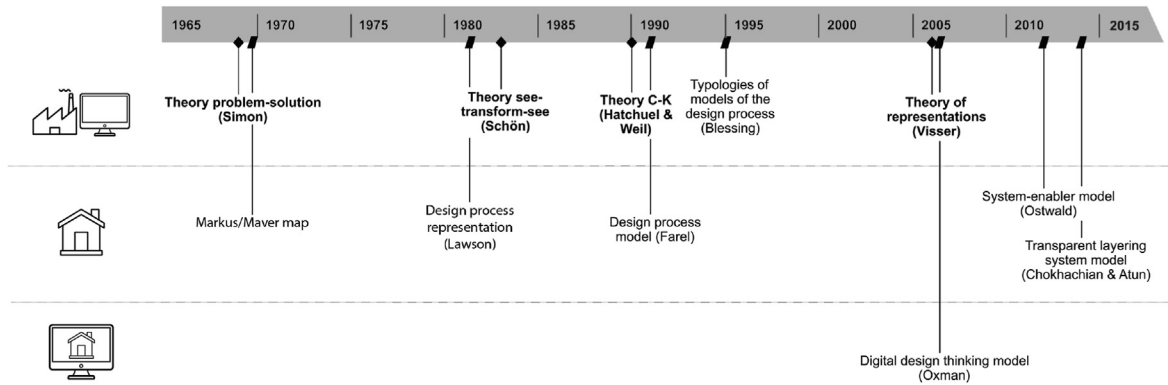 1965 1970 1975 1980 1985 1990 1995 2000 2005 2010 2015
Theory problem-solution
(Simon)
Theory see-
transform-see
(Schön)
Theory C-K
(Hatchuel &
Weil)
Typologies of
models of the
design process
(Blessing)
Theory of
representations
(Visser)
Markus/Maver map
Design process
representation
(Lawson)
Design process
model (Farel)
System-enabler model
(Ostwald)
Transparent layering
system model
(Chokhachian & Atun)
Digital design thinking model
(Oxman)